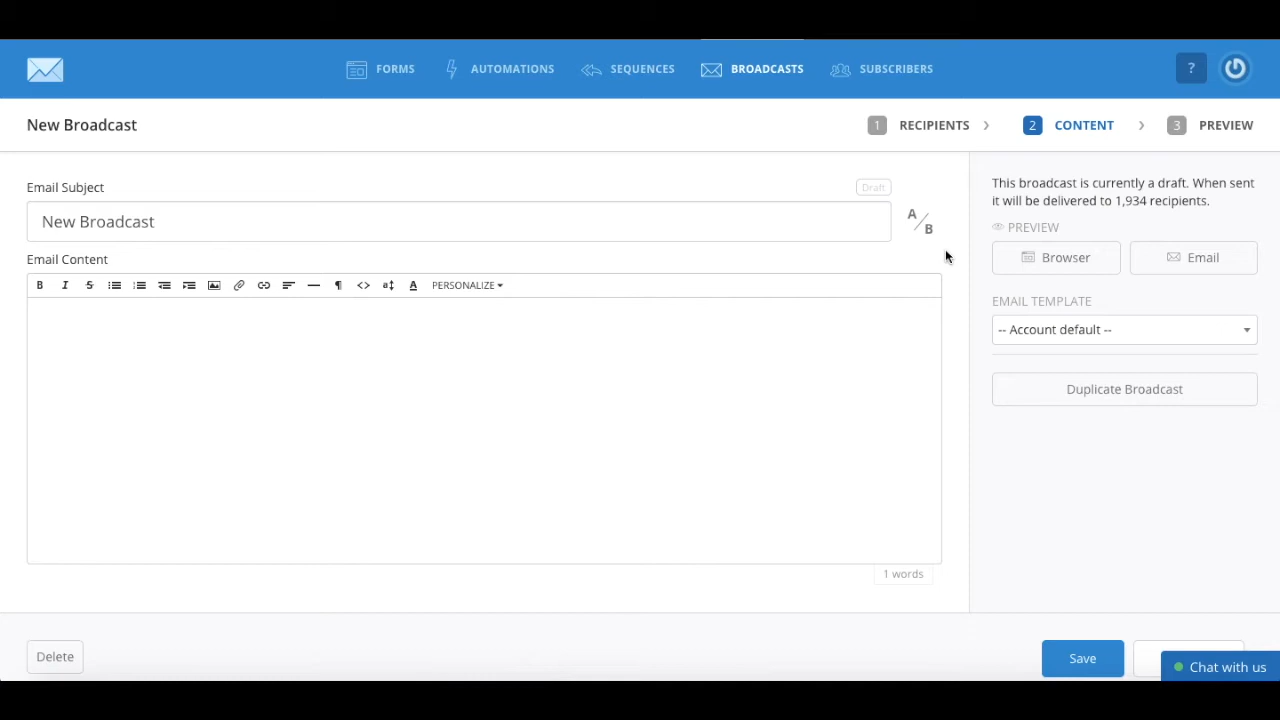 FORMS AUTOMATIONS SEQUENCES BROADCASTS SUBSCRIBERS ?
New Broadcast 1 RECIPIENTS › 2 CONTENT › 3 PREVIEW
Email Subject Draft
New Broadcast A/B
Email Content
B I S ¶ <> a A PERSONALIZE
1 words
This broadcast is currently a draft. When sent
it will be delivered to 1,934 recipients.
PREVIEW
Browser Email
EMAIL TEMPLATE
-- Account default --
Duplicate Broadcast
Delete Save
Chat with us